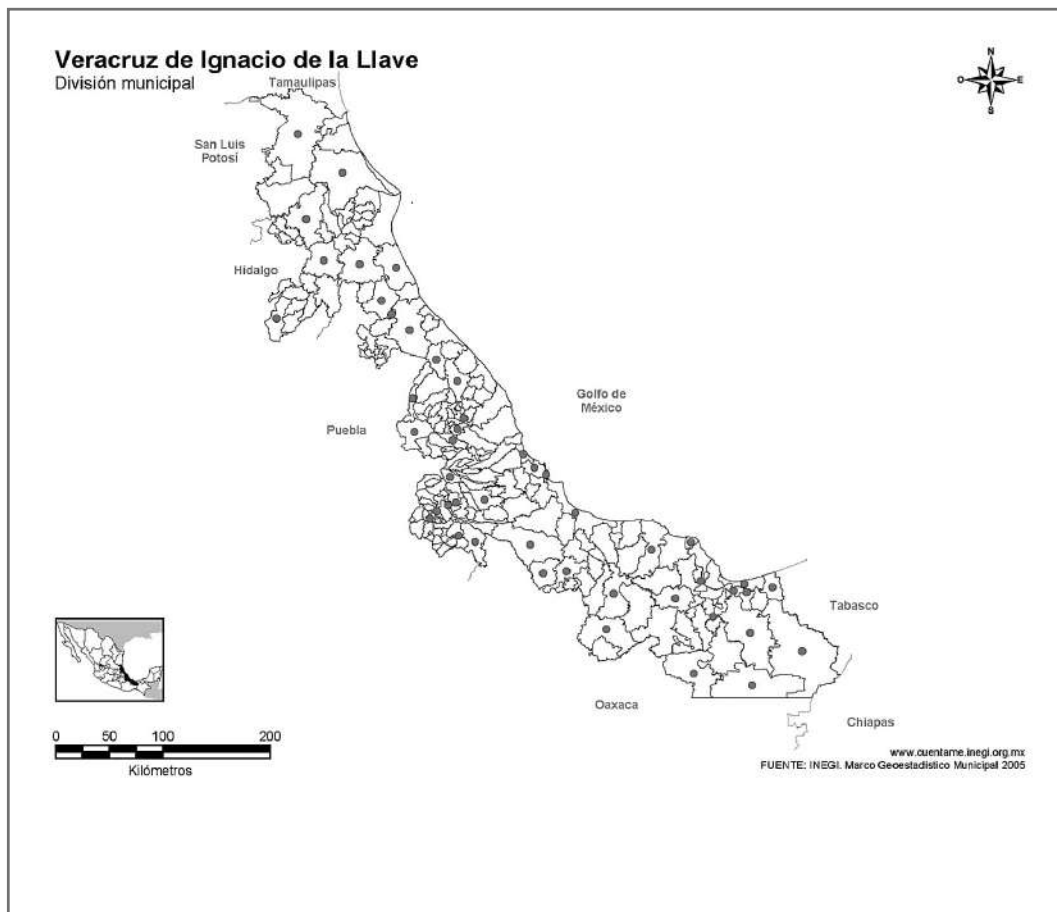 Veracruz de Ignacio de la Llave
División municipal
Tamaulipas
N
O
E
S
San Luis
Potosí
Hidalgo
Golfo de
México
Puebla
Tabasco
Oaxaca
Chiapas
0 50 100 200
Kilómetros
www.cuentame.inegi.org.mx
FUENTE: INEGI. Marco Geoestadístico Municipal 2005